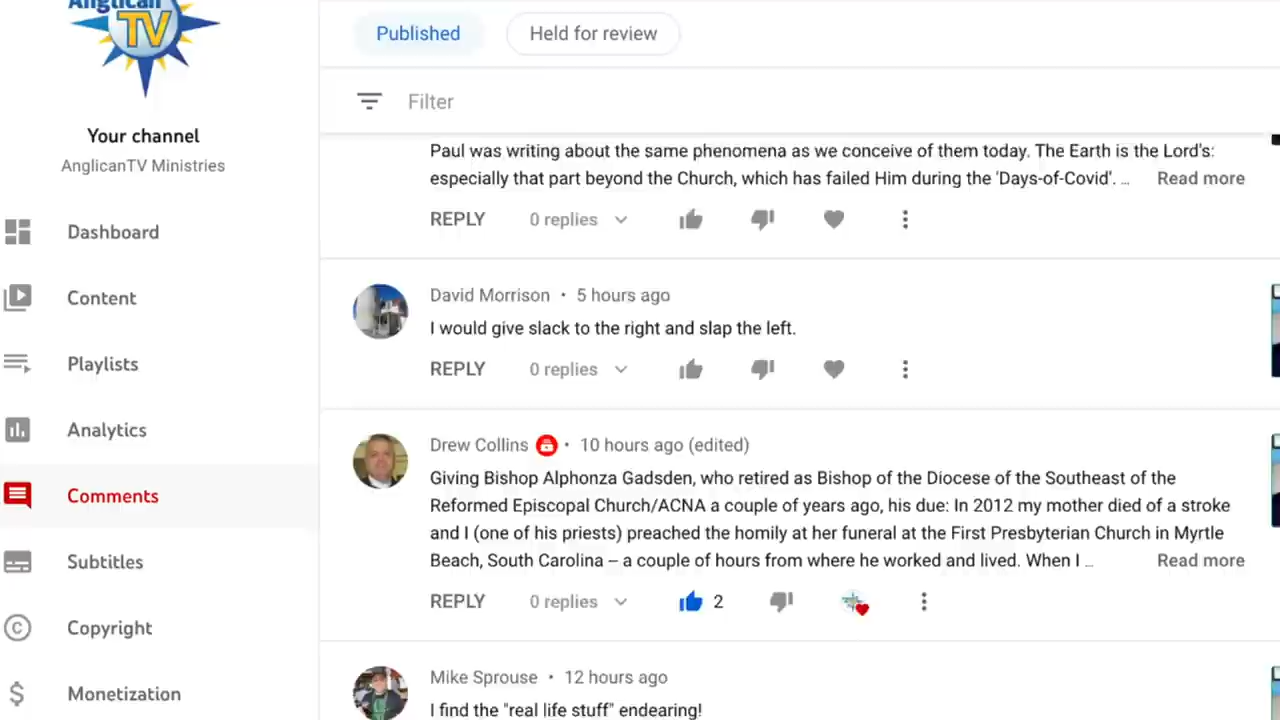 Anglican
TV
Your channel
AnglicanTV Ministries
Dashboard
Content
Playlists
Analytics
Comments
Subtitles
Copyright
Monetization
Published
Held for review
Filter
Paul was writing about the same phenomena as we conceive of them today. The Earth is the Lord's:
especially that part beyond the Church, which has failed Him during the 'Days-of-Covid'. ... Read more
REPLY 0 replies
David Morrison • 5 hours ago
I would give slack to the right and slap the left.
REPLY 0 replies
Drew Collins • 10 hours ago (edited)
Giving Bishop Alphonza Gadsden, who retired as Bishop of the Diocese of the Southeast of the
Reformed Episcopal Church/ACNA a couple of years ago, his due: In 2012 my mother died of a stroke
and I (one of his priests) preached the homily at her funeral at the First Presbyterian Church in Myrtle
Beach, South Carolina – a couple of hours from where he worked and lived. When I ... Read more
REPLY 0 replies 2
Mike Sprouse • 12 hours ago
I find the "real life stuff" endearing!